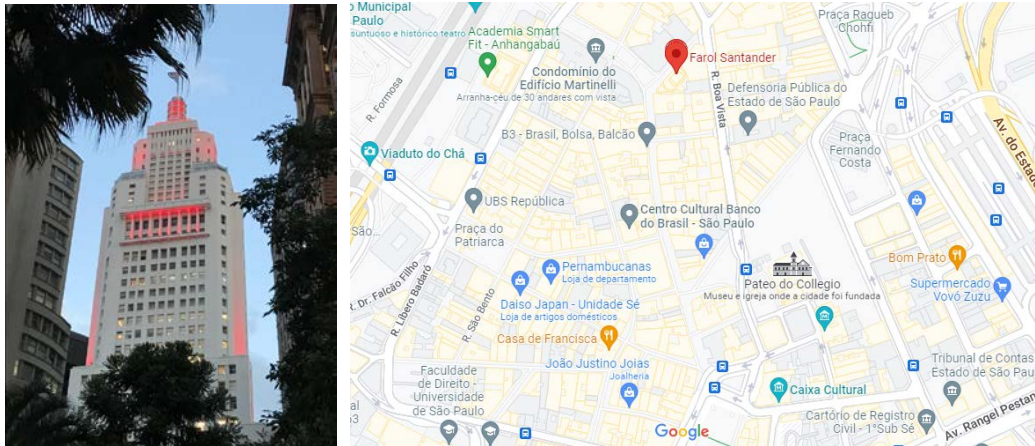 o Municipal
Paulo
suntuoso e histórico teatro
Academia Smart
Fit - Anhangabaú
R. Formosa
Condomínio do
Edifício Martinelli
Arranha-céu de 30 andares com vista
Farol Santander
R. Boa Vista
Praça Ragueb
Chohfi
Defensoria Pública do
Estado de São Paulo
B3 - Brasil, Bolsa, Balcão
Praça
Fernando
Costa
Av. do Estado
Viaduto do Chá
UBS República
São...
Praça do
Patriarca
Centro Cultural Banco
do Brasil - São Paulo
Bom Prato
R. Dr. Falcão Filho
R. Líbero Badaró
R. São Bento
Pernambucanas
Loja de departamento
Pateo do Collegio
Museu e igreja onde a cidade foi fundada
Supermercado
Vovó Zuzu
Daiso Japan - Unidade Sé
Loja de artigos domésticos
Casa de Francisca
João Justino Joias
Joalheria
Tribunal de Contas
Estado de São Paulo
Faculdade
de Direito -
Universidade
de São Paulo
Caixa Cultural
Cartório de Registro
Civil - 1°Sub Sé
Av. Rangel Pestan
Google